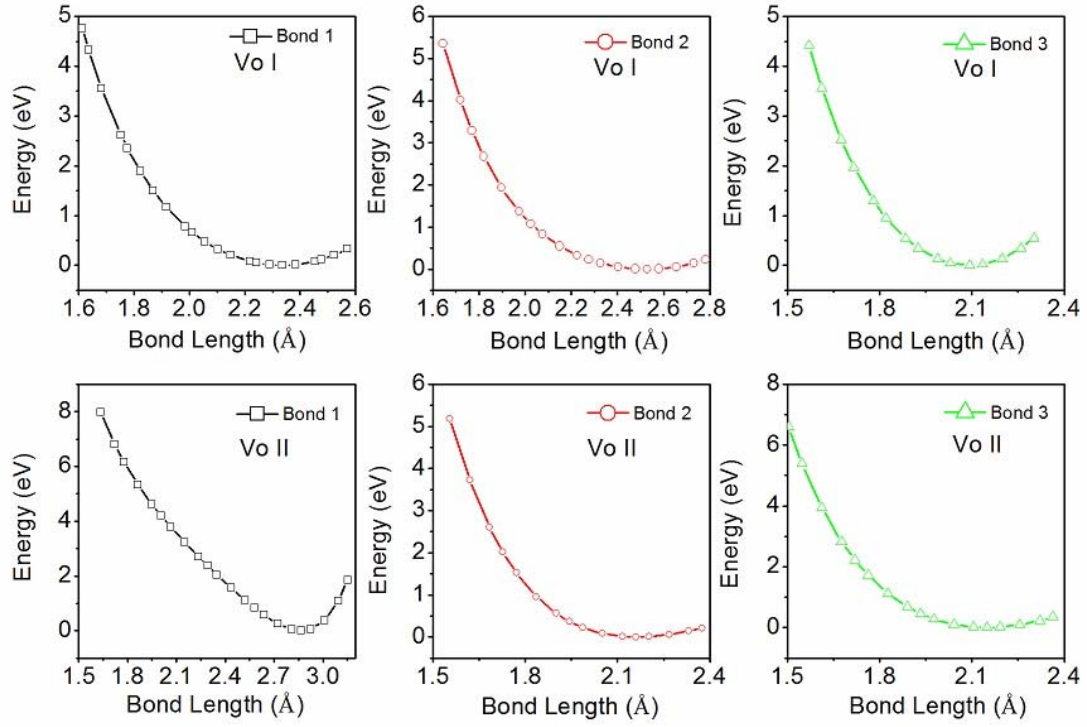 5
4
3
2
1
0
Energy (eV)
Bond 1
Vo I
1.6 1.8 2.0 2.2 2.4 2.6
Bond Length (Å)
6
5
4
3
2
1
0
Energy (eV)
Bond 2
Vo I
1.6 1.8 2.0 2.2 2.4 2.6 2.8
Bond Length (Å)
5
4
3
2
1
0
Energy (eV)
Bond 3
Vo I
1.5 1.8 2.1 2.4
Bond Length (Å)
8
6
4
2
0
Energy (eV)
Bond 1
Vo II
1.5 1.8 2.1 2.4 2.7 3.0
Bond Length (Å)
6
5
4
3
2
1
0
Energy (eV)
Bond 2
Vo II
1.5 1.8 2.1 2.4
Bond Length (Å)
8
6
4
2
0
Energy (eV)
Bond 3
Vo II
1.5 1.8 2.1 2.4
Bond Length (Å)